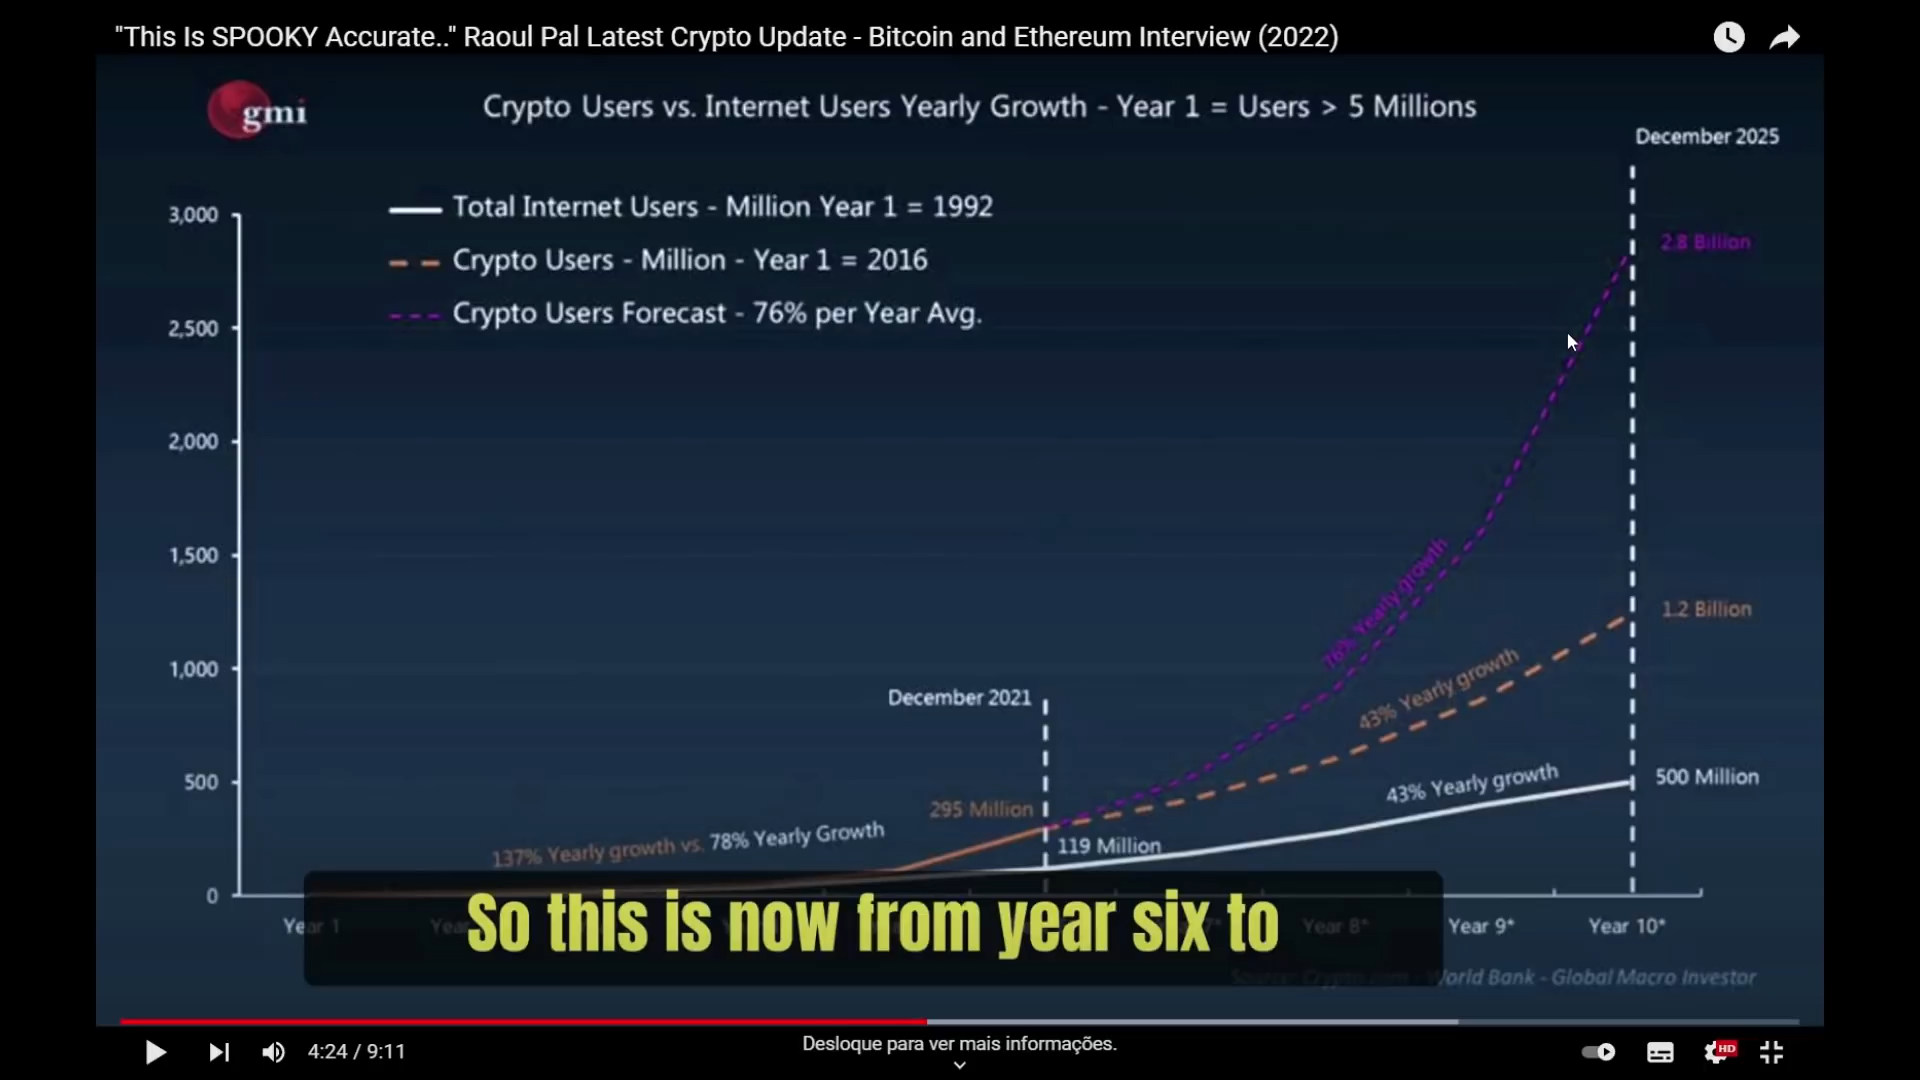 "This Is SPOOKY Accurate.." Raoul Pal Latest Crypto Update - Bitcoin and Ethereum Interview (2022)
gmi
Crypto Users vs. Internet Users Yearly Growth - Year 1 = Users > 5 Millions
December 2025
Total Internet Users - Million Year 1 = 1992
Crypto Users - Million - Year 1 = 2016
Crypto Users Forecast - 76% per Year Avg.
3,000
2,500
2,000
1,500
1,000
500
0
2.8 Billion
76% Yearly growth
1.2 Billion
43% Yearly growth
December 2021
500 Million
43% Yearly growth
295 Million
119 Million
137% Yearly growth vs. 78% Yearly Growth
Year 1
Year 8*
Year 9*
Year 10*
So this is now from year six to
World Bank - Global Macro Investor
4:24 / 9:11
Desloque para ver mais informações.
HD